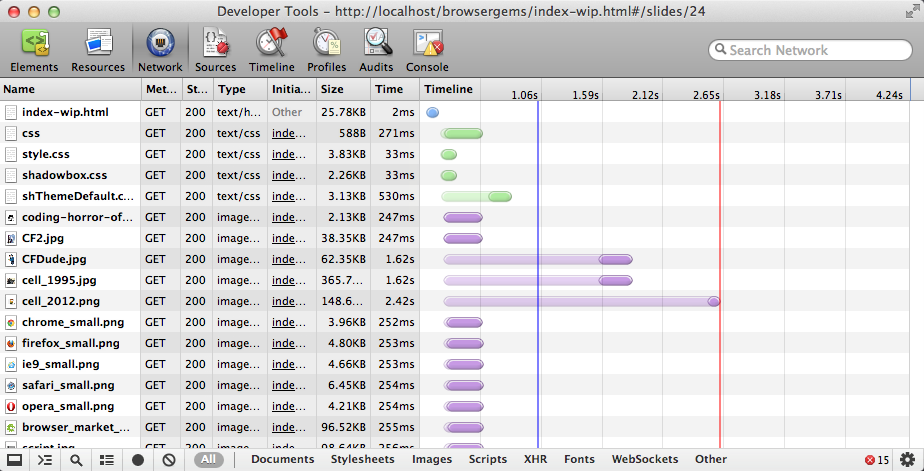 Developer Tools - http://localhost/browsergems/index-wip.html#/slides/24
Elements Resources Network Sources Timeline Profiles Audits Console Search Network
Name Met... St... Type Initia... Size Time Timeline 1.06s 1.59s 2.12s 2.65s 3.18s 3.71s 4.24s
index-wip.html GET 200 text/h... Other 25.78KB 2ms
css GET 200 text/css inde... 588B 271ms
style.css GET 200 text/css inde... 3.83KB 33ms
shadowbox.css GET 200 text/css inde... 2.26KB 33ms
shThemeDefault.c... GET 200 text/css inde... 3.13KB 530ms
coding-horror-of... GET 200 image... inde... 2.13KB 247ms
CF2.jpg GET 200 image... inde... 38.35KB 247ms
CFDude.jpg GET 200 image... inde... 62.35KB 1.62s
cell_1995.jpg GET 200 image... inde... 365.7... 1.62s
cell_2012.png GET 200 image... inde... 148.6... 2.42s
chrome_small.png GET 200 image... inde... 3.96KB 252ms
firefox_small.png GET 200 image... inde... 4.80KB 253ms
ie9_small.png GET 200 image... inde... 4.66KB 253ms
safari_small.png GET 200 image... inde... 6.45KB 254ms
opera_small.png GET 200 image... inde... 4.21KB 254ms
browser_market_... GET 200 image... inde... 96.52KB 255ms
script.jpg GET 200 image... inde... 98.64KB 256ms
All Documents Stylesheets Images Scripts XHR Fonts WebSockets Other 15